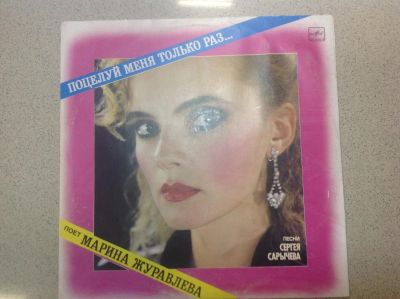 ПОЦЕЛУЙ МЕНЯ ТОЛЬКО РАЗ...
ПЕСНИ
СЕРГЕЯ
САРЫЧЕВА
ПОЕТ МАРИНА ЖУРАВЛЕВА